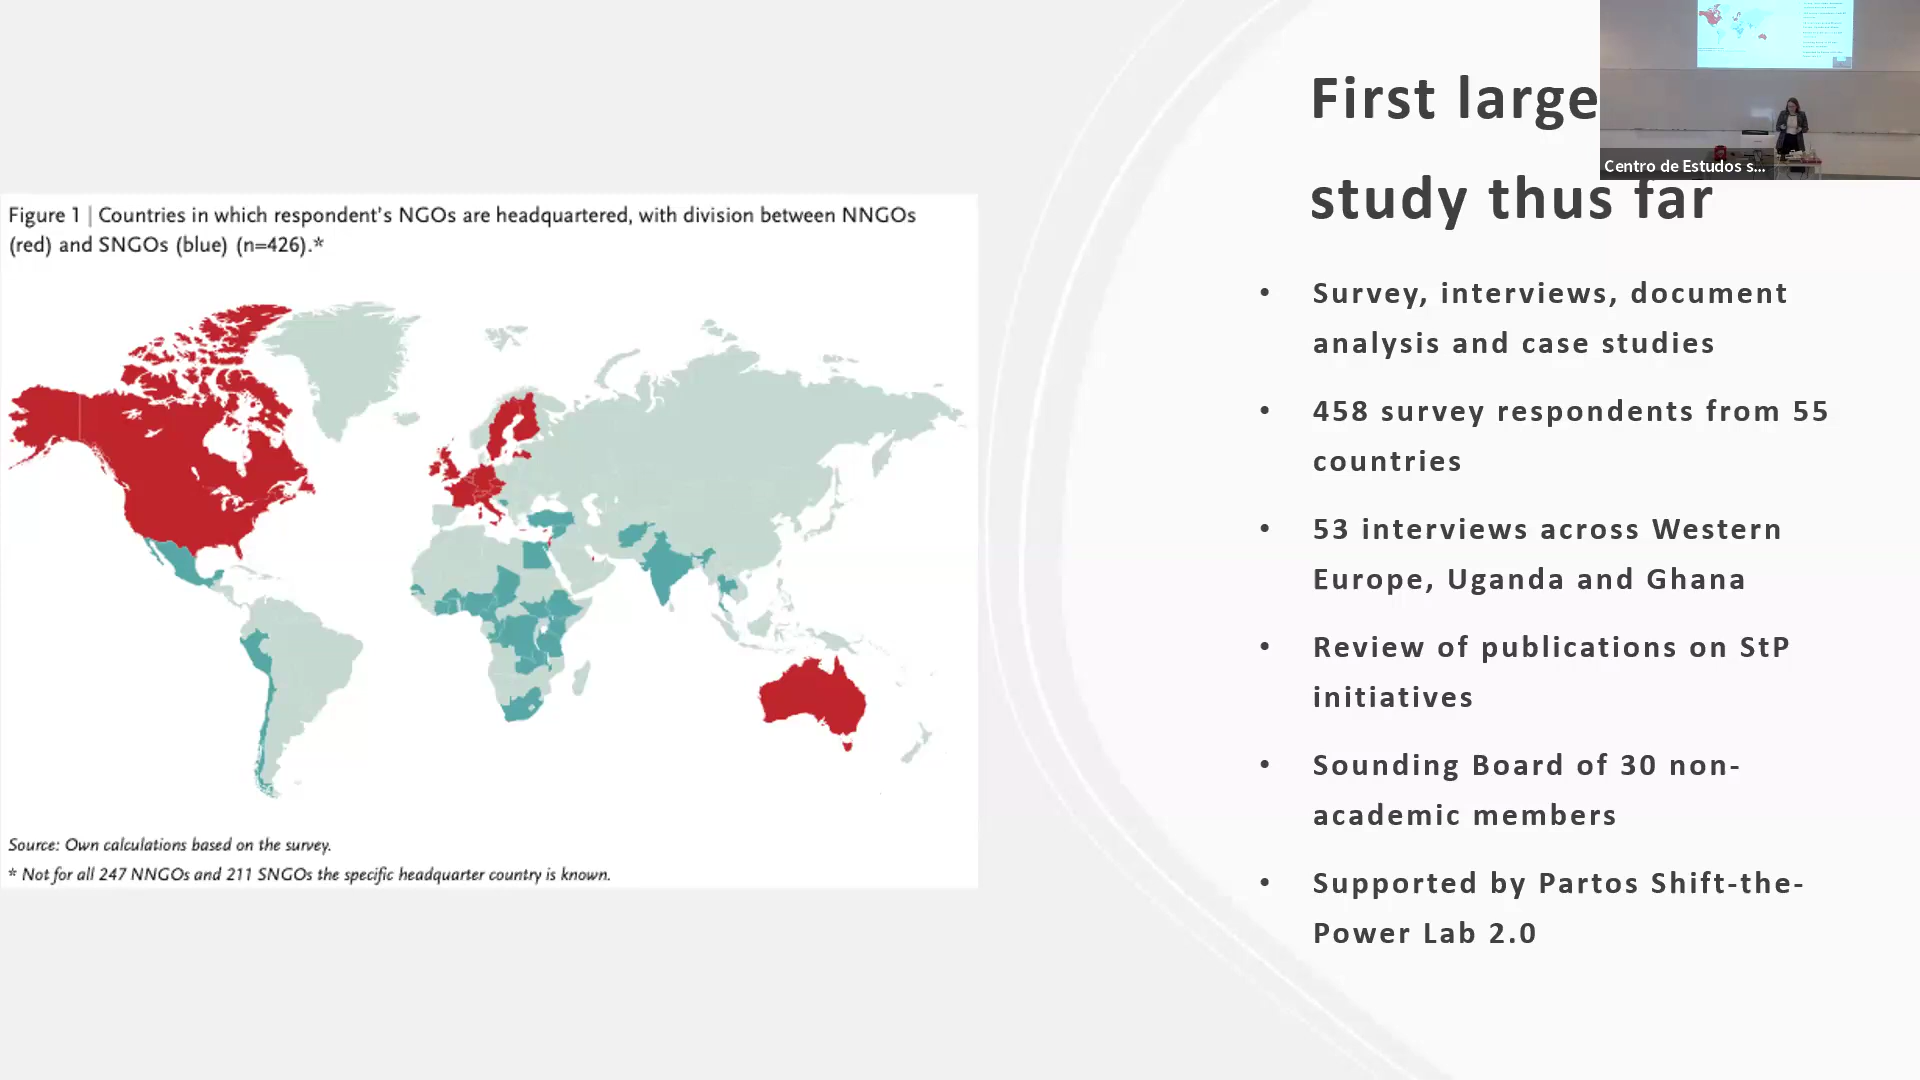 First large
study thus far
Centro de Estudos s...
Figure 1 | Countries in which respondent's NGOs are headquartered, with division between NNGOs
(red) and SNGOs (blue) (n=426).*
Source: Own calculations based on the survey.
* Not for all 247 NNGOs and 211 SNGOs the specific headquarter country is known.
• Survey, interviews, document
analysis and case studies
• 458 survey respondents from 55
countries
• 53 interviews across Western
Europe, Uganda and Ghana
• Review of publications on StP
initiatives
• Sounding Board of 30 non-
academic members
• Supported by Partos Shift-the-
Power Lab 2.0